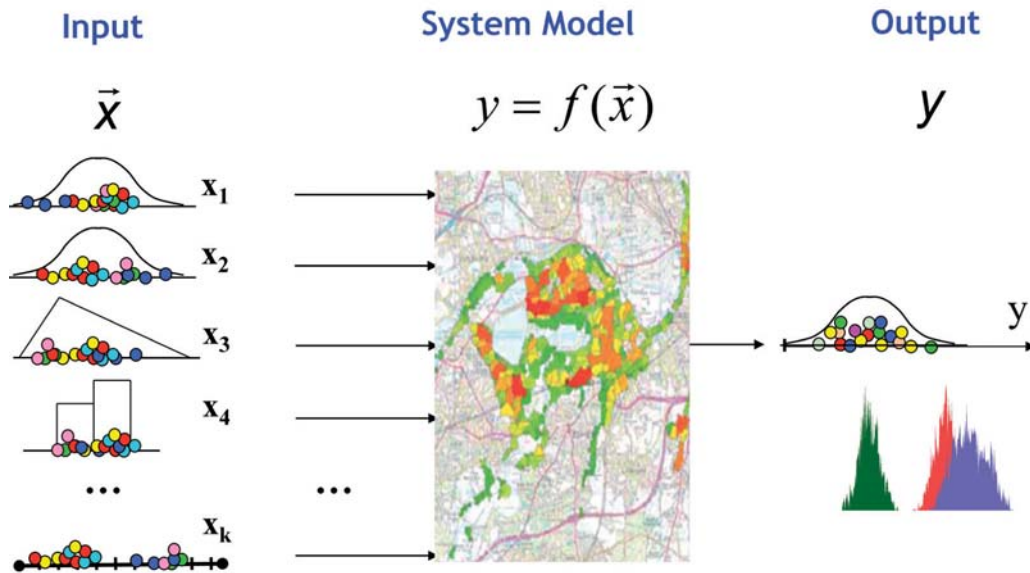 Input
System Model
Output
x⃗
y = f(x⃗)
y
x₁
x₂
x₃
x₄
...
...
xₖ
y